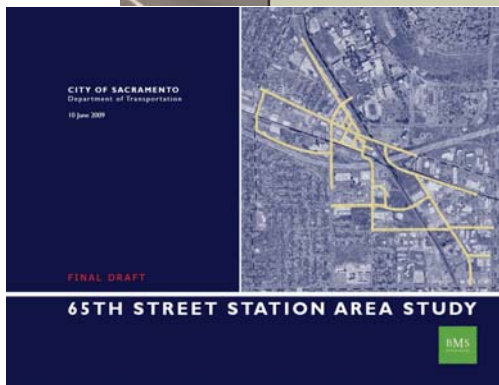 CITY OF SACRAMENTO
Department of Transportation
10 June 2009
FINAL DRAFT
65TH STREET STATION AREA STUDY
BMS